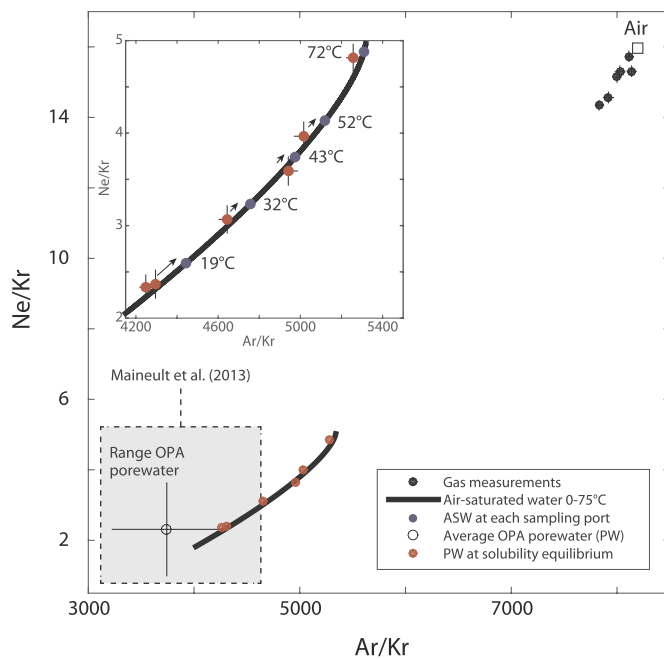 Air
Ne/Kr
14
10
6
2
3000
5000
7000
Ar/Kr
Ne/Kr
5
4
3
2
4200
4600
5000
5400
Ar/Kr
72°C
52°C
43°C
32°C
19°C
Maineult et al. (2013)
Range OPA
porewater
Gas measurements
Air-saturated water 0-75°C
ASW at each sampling port
Average OPA porewater (PW)
PW at solubility equilibrium